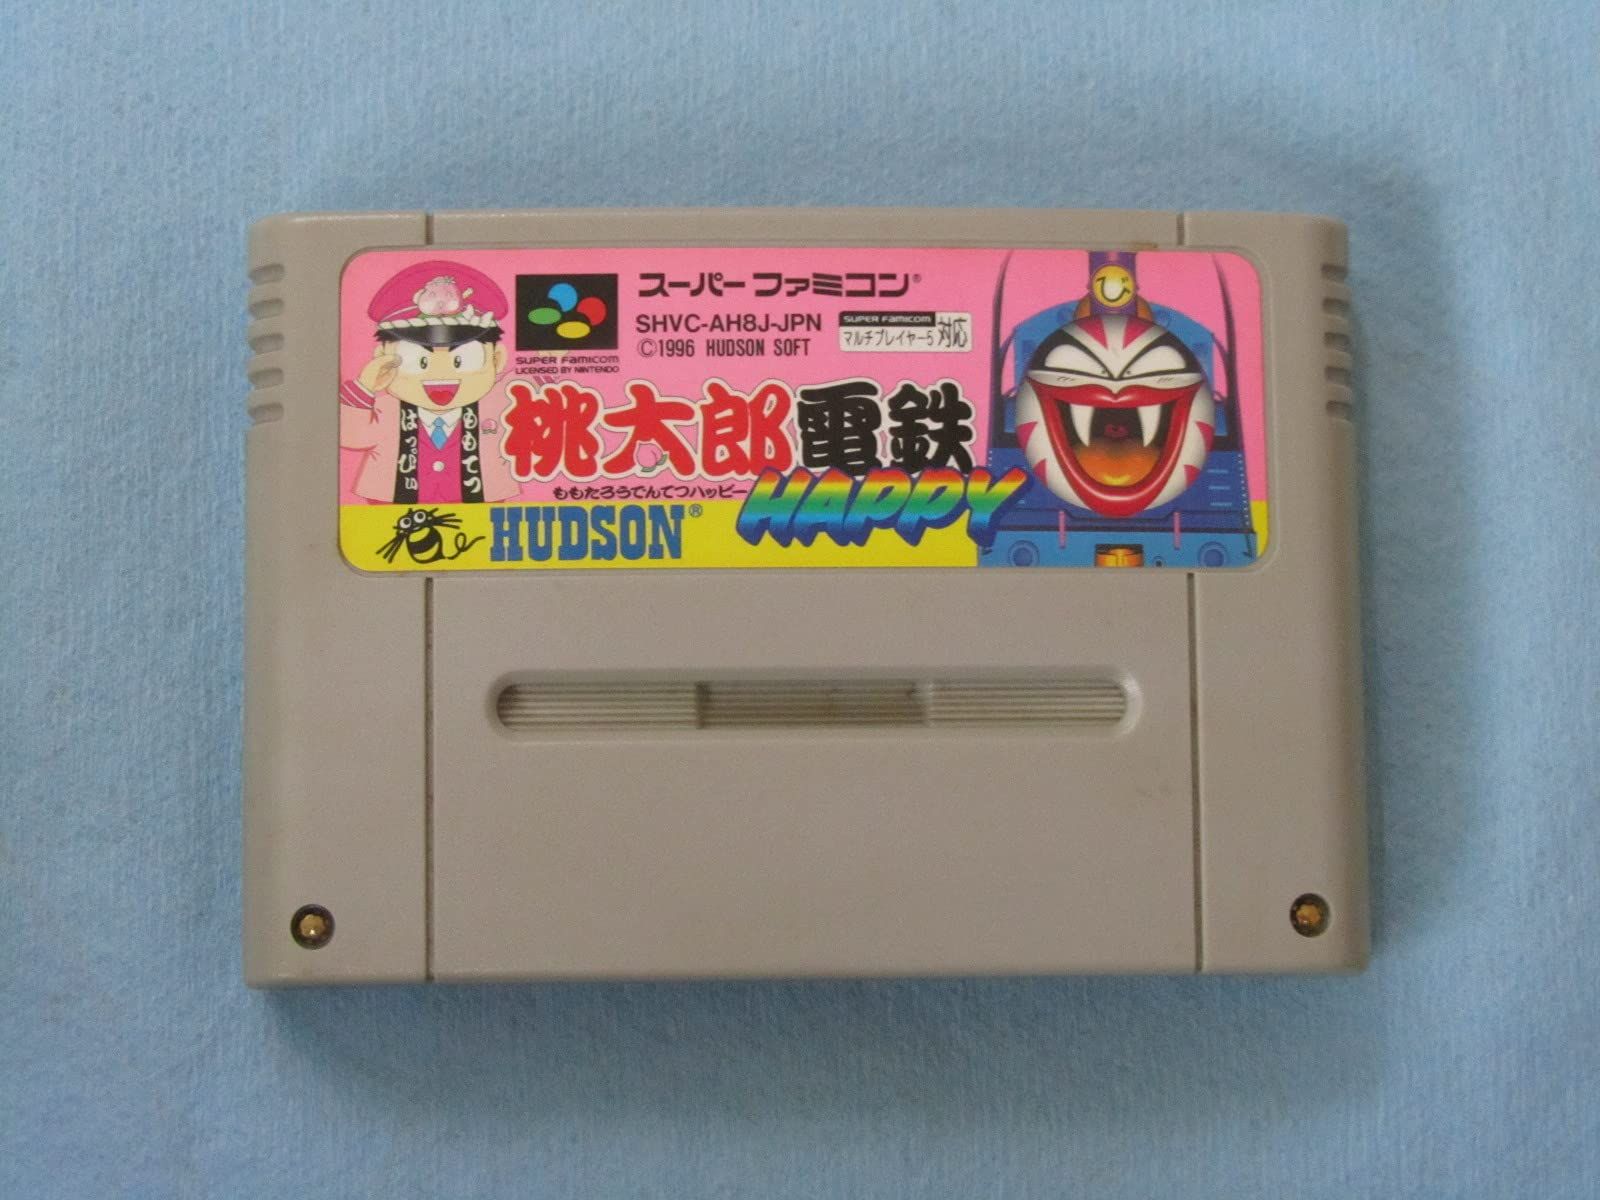 スーパーファミコン®
SHVC-AH8J-JPN
©1996 HUDSON SOFT
SUPER FAMICOM
マルチプレイヤー5 対応
SUPER FAMICOM
LICENSED BY NINTENDO
桃太郎電鉄
ももたろうでんてつハッピー
HAPPY
HUDSON®
ももてつ
はっぴぃ
び